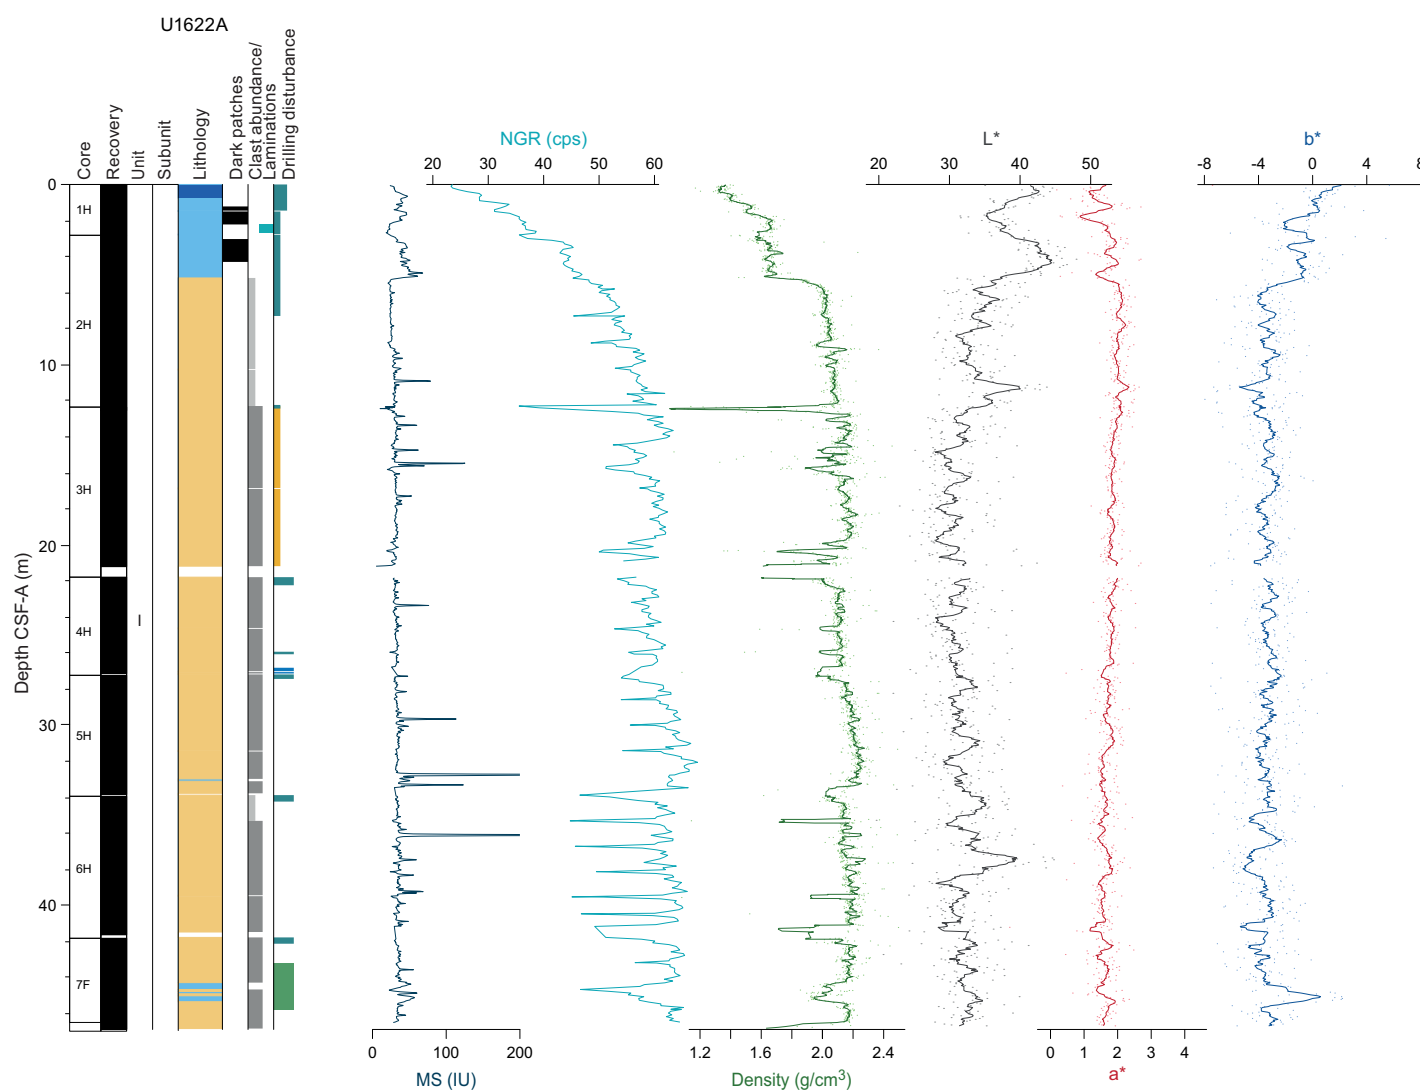 U1622A
Core
Recovery
Unit
Subunit
Lithology
Dark patches
Clast abundance/
Laminations
Drilling disturbance
NGR (cps)
20 30 40 50 60
L*
20 30 40 50
b*
-8 -4 0 4 8
Depth CSF-A (m)
0
10
20
30
40
1H
2H
3H
4H
5H
6H
7F
I
0 100 200
MS (IU)
1.2 1.6 2.0 2.4
Density (g/cm3)
0 1 2 3 4
a*